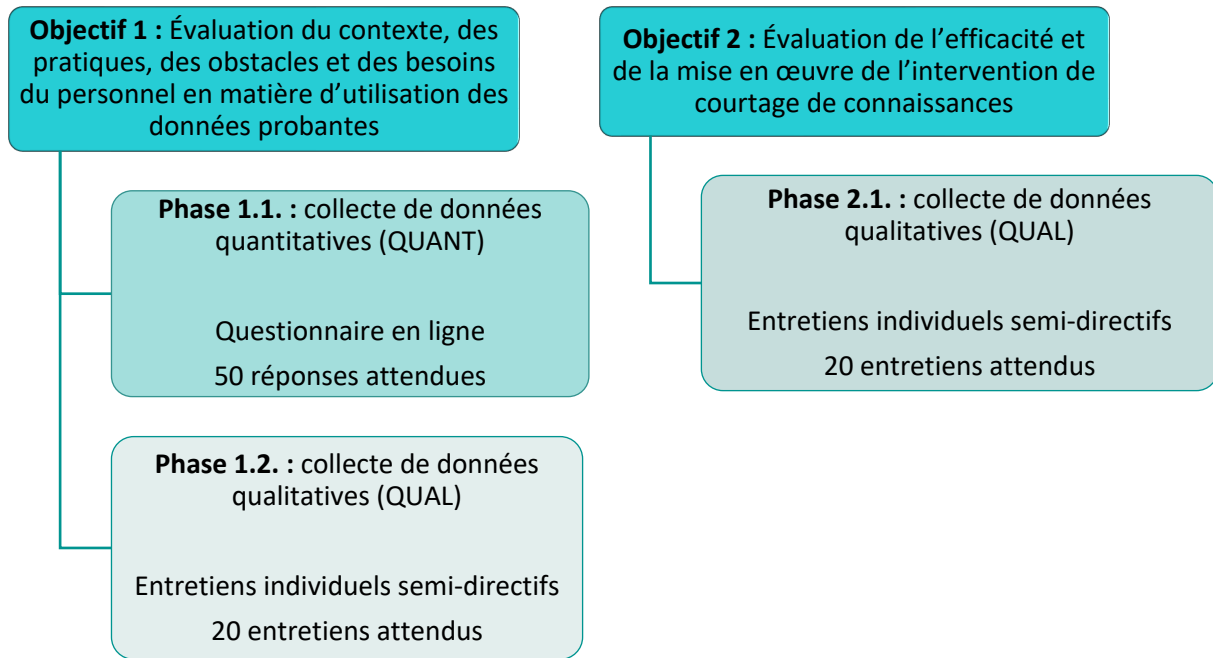 Objectif 1 : Évaluation du contexte, des
pratiques, des obstacles et des besoins
du personnel en matière d’utilisation des
données probantes
Phase 1.1. : collecte de données
quantitatives (QUANT)
Questionnaire en ligne
50 réponses attendues
Phase 1.2. : collecte de données
qualitatives (QUAL)
Entretiens individuels semi-directifs
20 entretiens attendus
Objectif 2 : Évaluation de l’efficacité et
de la mise en œuvre de l’intervention de
courtage de connaissances
Phase 2.1. : collecte de données
qualitatives (QUAL)
Entretiens individuels semi-directifs
20 entretiens attendus